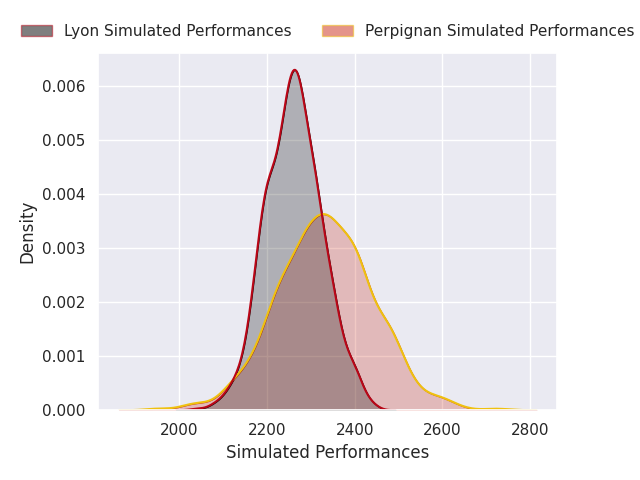 Lyon Simulated Performances Perpignan Simulated Performances
0.006
0.005
0.004
0.003
0.002
0.001
0.000
Density
2000 2200 2400 2600 2800
Simulated Performances